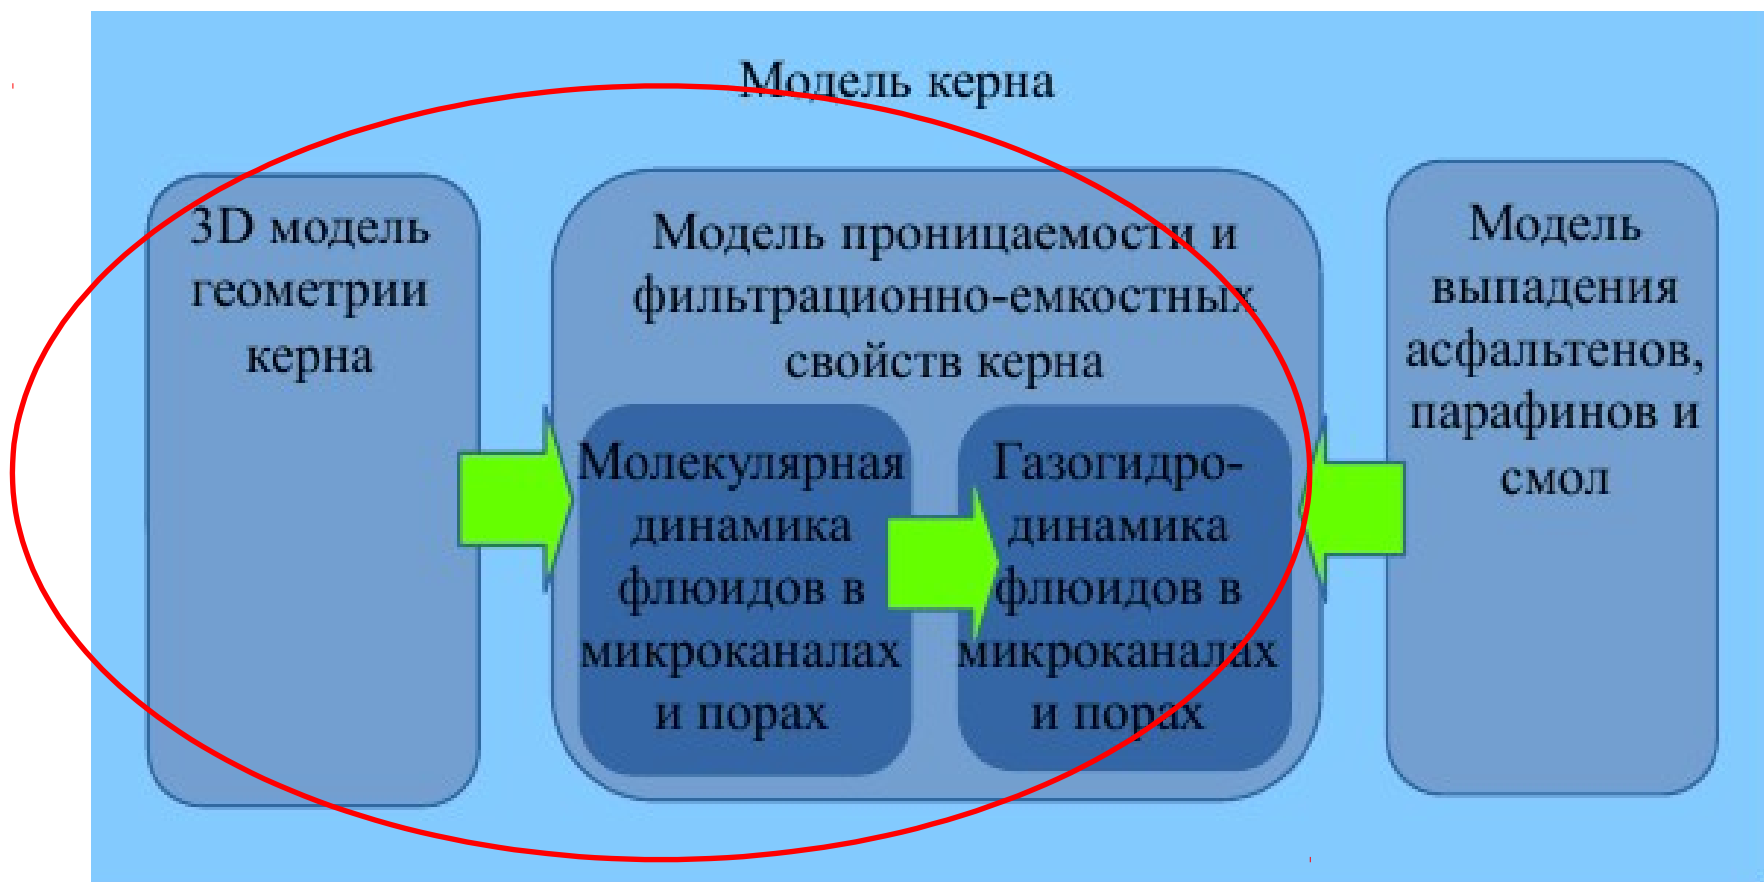 Модель керна
3D модель
геометрии
керна
Модель проницаемости и
фильтрационно-емкостных
свойств керна
Молекулярная
динамика
флюидов в
микроканалах
и порах
Газогидро-
динамика
флюидов в
микроканалах
и порах
Модель
выпадения
асфальтенов,
парафинов и
смол